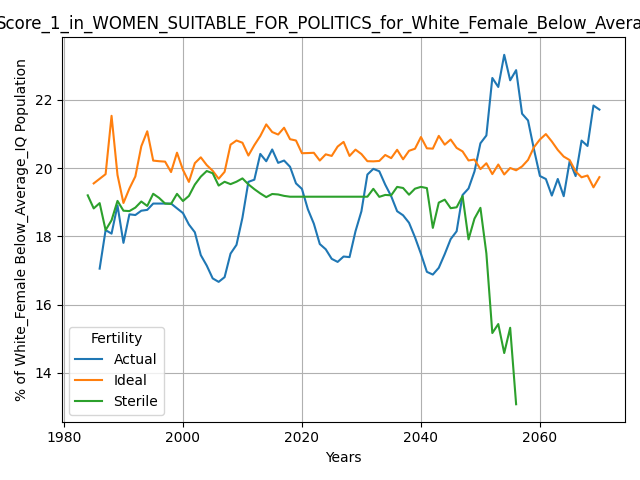 Score_1_in_WOMEN_SUITABLE_FOR_POLITICS_for_White_Female_Below_Avera
% of White_Female Below_Average_IQ Population
22
20
18
16
14
Fertility
Actual
Ideal
Sterile
1980
2000
2020
2040
2060
Years